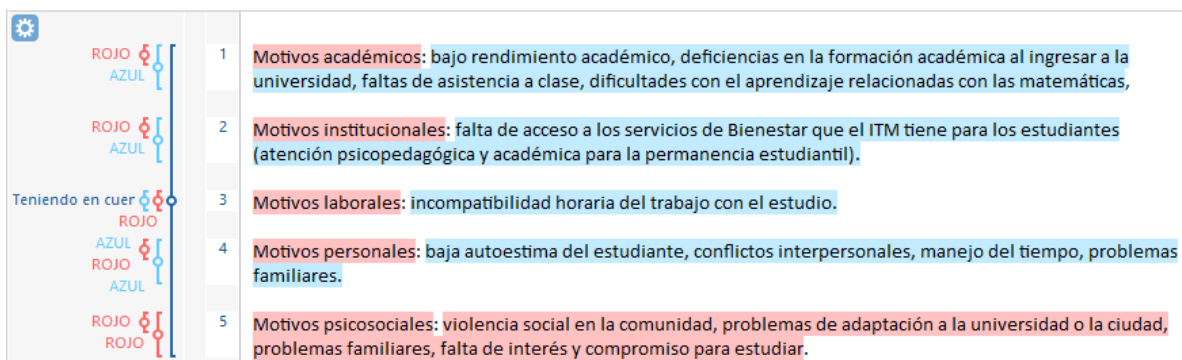 ROJO
AZUL
1 Motivos académicos: bajo rendimiento académico, deficiencias en la formación académica al ingresar a la
universidad, faltas de asistencia a clase, dificultades con el aprendizaje relacionadas con las matemáticas,
ROJO
AZUL
2 Motivos institucionales: falta de acceso a los servicios de Bienestar que el ITM tiene para los estudiantes
(atención psicopedagógica y académica para la permanencia estudiantil).
Teniendo en cuer
ROJO
3 Motivos laborales: incompatibilidad horaria del trabajo con el estudio.
AZUL
ROJO
AZUL
4 Motivos personales: baja autoestima del estudiante, conflictos interpersonales, manejo del tiempo, problemas
familiares.
ROJO
ROJO
5 Motivos psicosociales: violencia social en la comunidad, problemas de adaptación a la universidad o la ciudad,
problemas familiares, falta de interés y compromiso para estudiar.